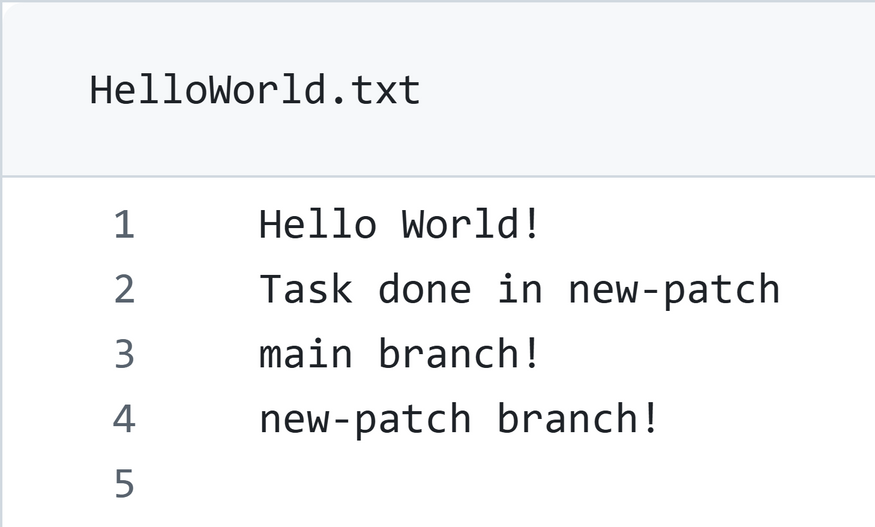 HelloWorld.txt
1 Hello World!
2 Task done in new-patch
3 main branch!
4 new-patch branch!
5